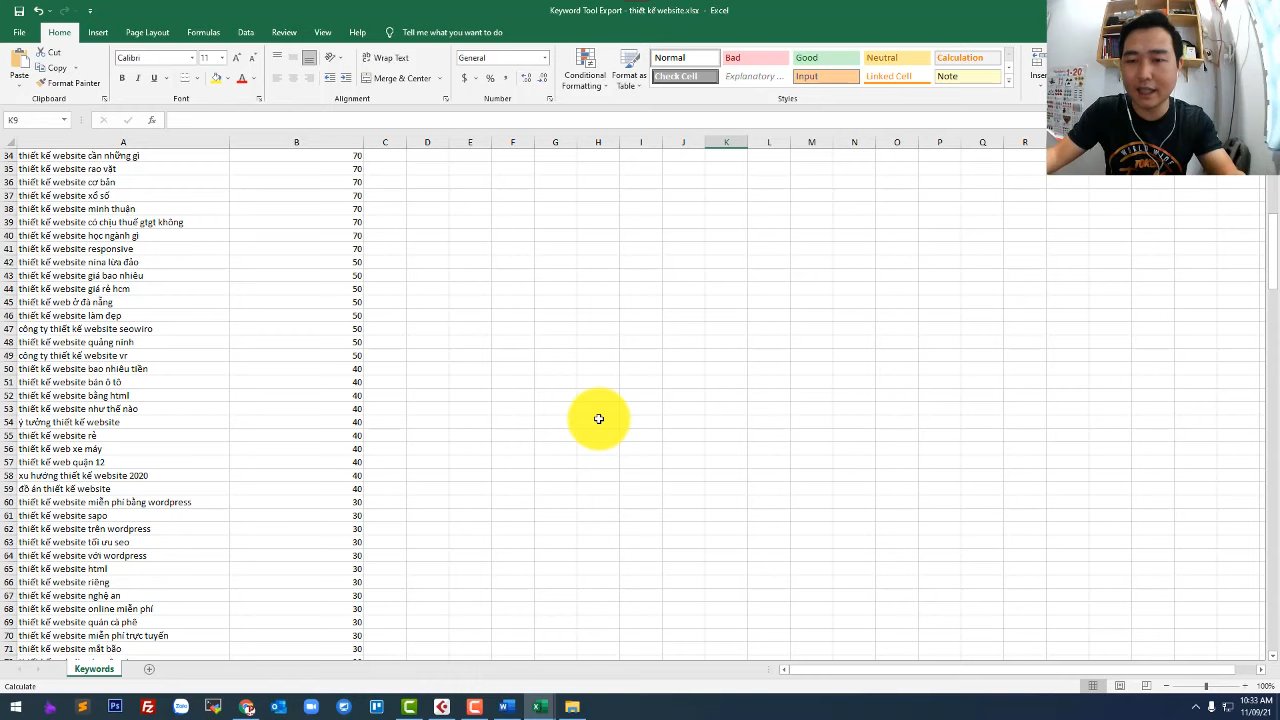 Keyword Tool Export - thiết kế website.xlsx - Excel
File Home Insert Page Layout Formulas Data Review View Help Tell me what you want to do
Paste Cut Copy Format Painter Clipboard
Calibri 11 B I U A A A Font
Wrap Text Merge & Center Alignment
General $ % Number
Conditional Formatting Format as Table
Normal Bad Good Neutral Calculation
Check Cell Explanatory ... Input Linked Cell Note
Styles
K9 fx
A B C D E F G H I J K L M N O P Q R
34 thiết kế website cần những gì 70
35 thiết kế website rao vặt 70
36 thiết kế website cơ bản 70
37 thiết kế website xổ số 70
38 thiết kế website minh thuân 70
39 thiết kế website có chịu thuế gtgt không 70
40 thiết kế website học ngành gì 70
41 thiết kế website responsive 70
42 thiết kế website nina lừa đảo 50
43 thiết kế website giá bao nhiêu 50
44 thiết kế website giá rẻ hcm 50
45 thiết kế web ở đà nẵng 50
46 thiết kế website làm đẹp 50
47 công ty thiết kế website seowiro 50
48 thiết kế website quảng ninh 50
49 công ty thiết kế website vr 50
50 thiết kế website bao nhiêu tiền 40
51 thiết kế website bán ô tô 40
52 thiết kế website bằng html 40
53 thiết kế website như thế nào 40
54 ý tưởng thiết kế website 40
55 thiết kế website rẻ 40
56 thiết kế web xe máy 40
57 thiết kế web quận 12 40
58 xu hướng thiết kế website 2020 40
59 đồ án thiết kế website 40
60 thiết kế website miễn phí bằng wordpress 30
61 thiết kế website sapo 30
62 thiết kế website trên wordpress 30
63 thiết kế website tối ưu seo 30
64 thiết kế website với wordpress 30
65 thiết kế website html 30
66 thiết kế website riêng 30
67 thiết kế website nghệ an 30
68 thiết kế website online miễn phí 30
69 thiết kế website quán cà phê 30
70 thiết kế website miễn phí trực tuyến 30
71 thiết kế website mắt bão 30
Keywords
Calculate 100%
10:33 AM
11/09/21